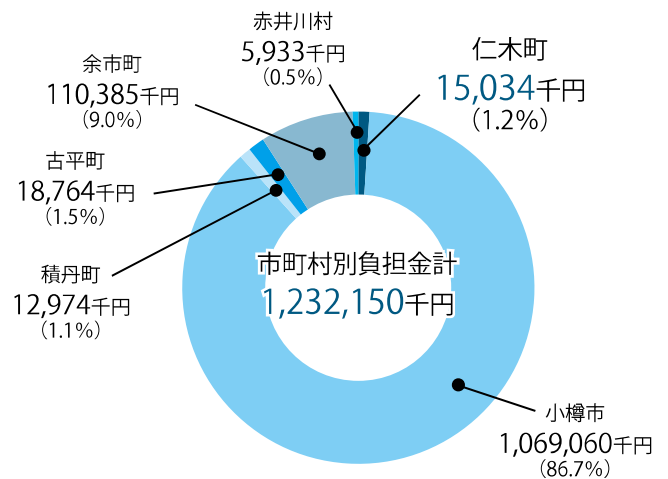 赤井川村
5,933千円
（0.5%）
仁木町
15,034千円
（1.2%）
余市町
110,385千円
（9.0%）
古平町
18,764千円
（1.5%）
積丹町
12,974千円
（1.1%）
市町村別負担金計
1,232,150千円
小樽市
1,069,060千円
（86.7%）